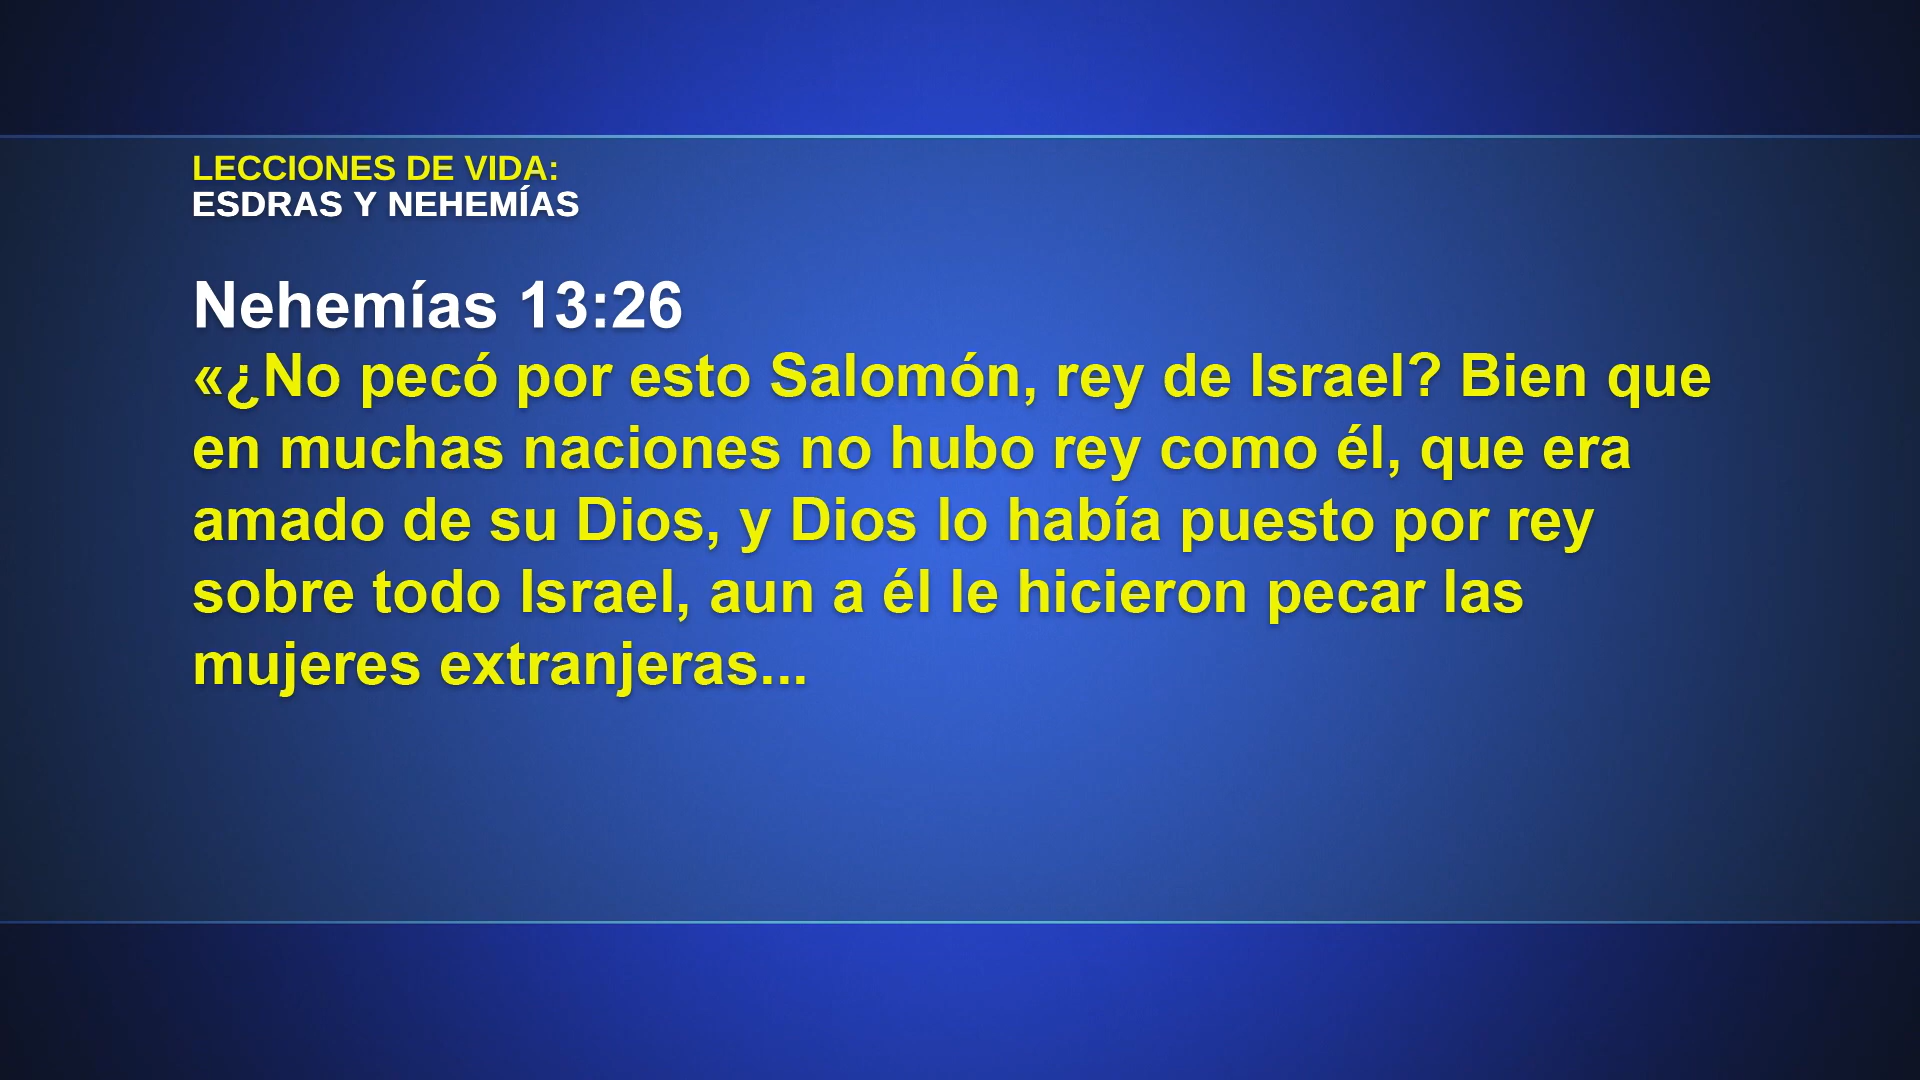 LECCIONES DE VIDA:
ESDRAS Y NEHEMÍAS
Nehemías 13:26
«¿No pecó por esto Salomón, rey de Israel? Bien que
en muchas naciones no hubo rey como él, que era
amado de su Dios, y Dios lo había puesto por rey
sobre todo Israel, aun a él le hicieron pecar las
mujeres extranjeras...